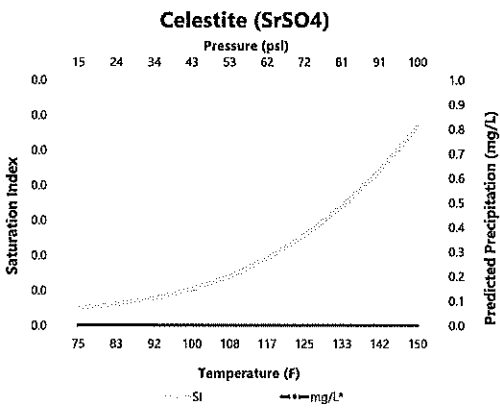 Celestite (SrSO4)
Pressure (psi)
15 24 34 43 53 62 72 81 91 100
0.0 1.0
0.9
0.0 0.8
0.0 0.7
0.6
0.0 0.5
0.0 0.4
0.3
0.0 0.2
0.0 0.1
0.0 0.0
Saturation Index
Predicted Precipitation (mg/L)
75 83 92 100 108 117 125 133 142 150
Temperature (F)
SI mg/L*